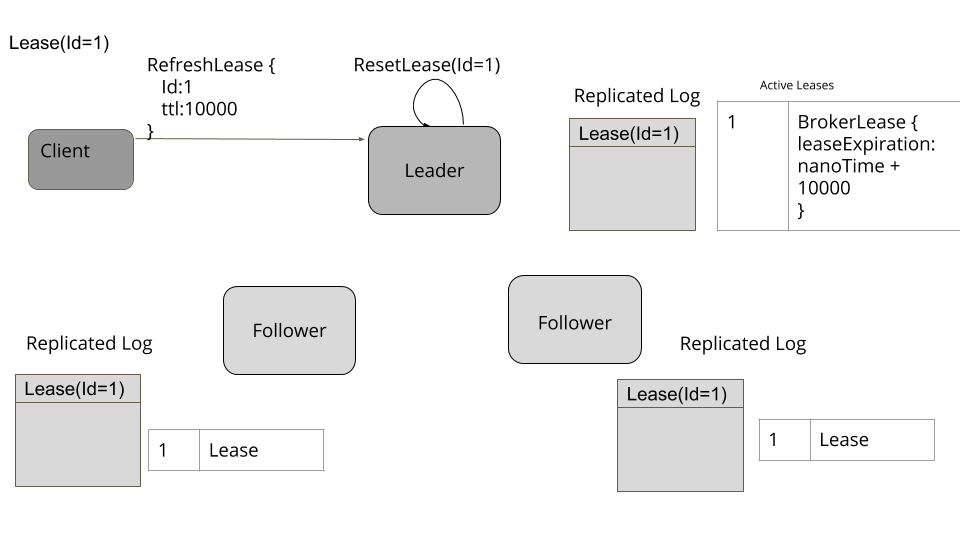 Lease(Id=1)
RefreshLease {
Id:1
ttl:10000
}
Client
ResetLease(Id=1)
Leader
Replicated Log
Lease(Id=1)
Active Leases
1
BrokerLease {
leaseExpiration:
nanoTime +
10000
}
Follower
Replicated Log
Lease(Id=1)
1 Lease
Follower
Replicated Log
Lease(Id=1)
1 Lease